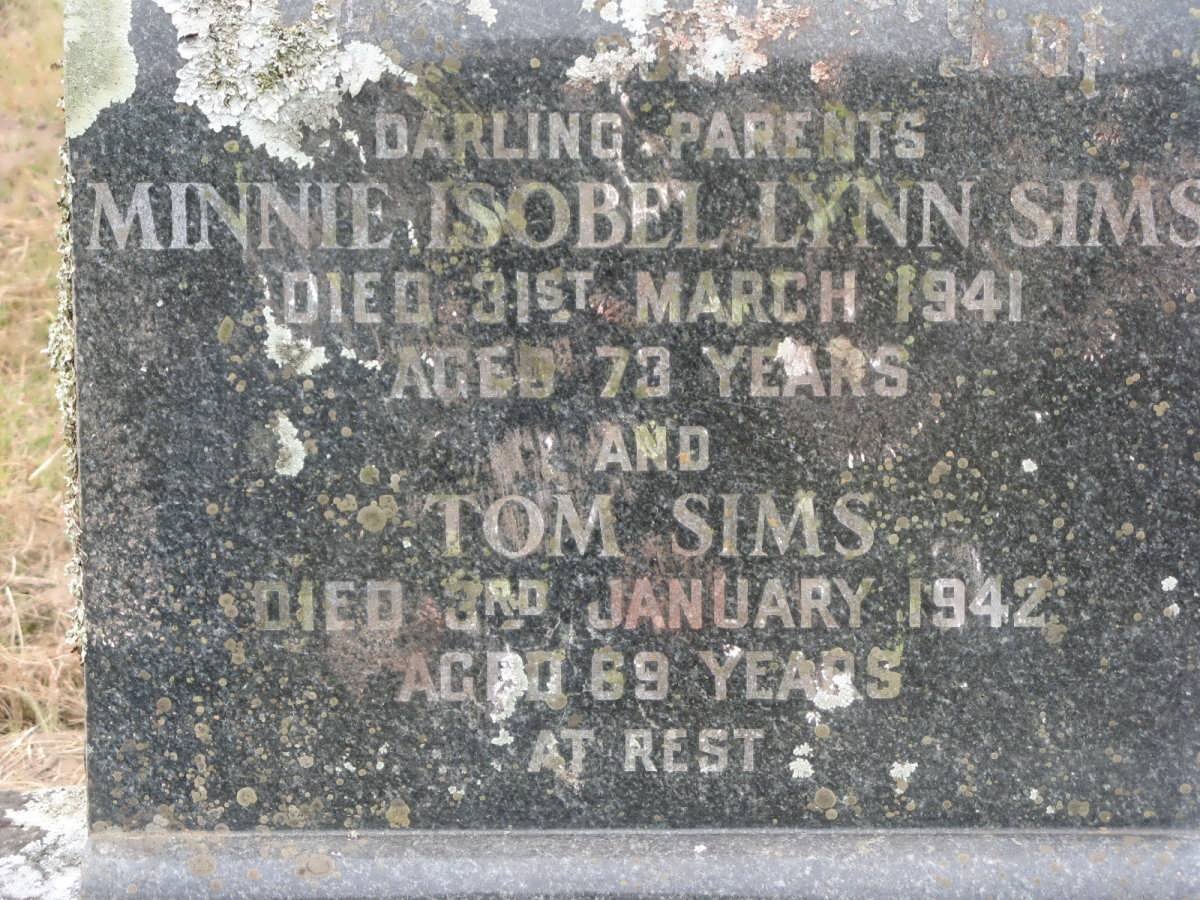 DARLING PARENTS
MINNIE ISOBEL LYNN SIMS
DIED 31ST MARCH 1941
AGED 73 YEARS
AND
TOM SIMS
DIED 3RD JANUARY 1942
AGED 69 YEARS
AT REST